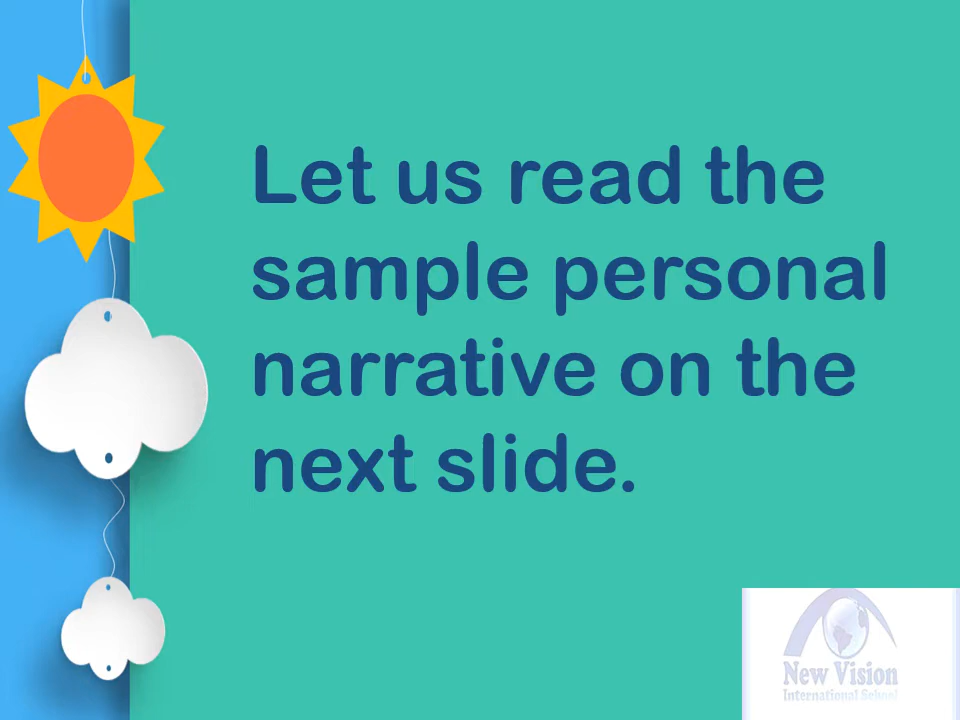 Let us read the
sample personal
narrative on the
next slide.
New Vision
International School